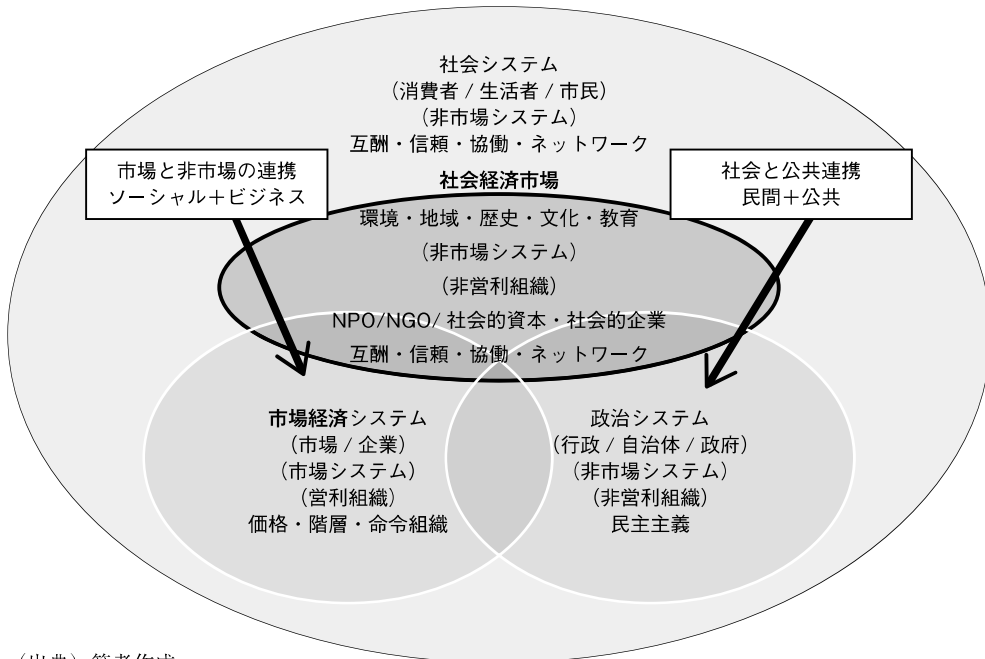 社会システム
（消費者 / 生活者 / 市民）
（非市場システム）
互酬・信頼・協働・ネットワーク
市場と非市場の連携
ソーシャル＋ビジネス
社会と公共連携
民間＋公共
社会経済市場
環境・地域・歴史・文化・教育
（非市場システム）
（非営利組織）
NPO/NGO/ 社会的資本・社会的企業
互酬・信頼・協働・ネットワーク
市場経済システム
（市場 / 企業）
（市場システム）
（営利組織）
価格・階層・命令組織
政治システム
（行政 / 自治体 / 政府）
（非市場システム）
（非営利組織）
民主主義
（出典）筆者作成